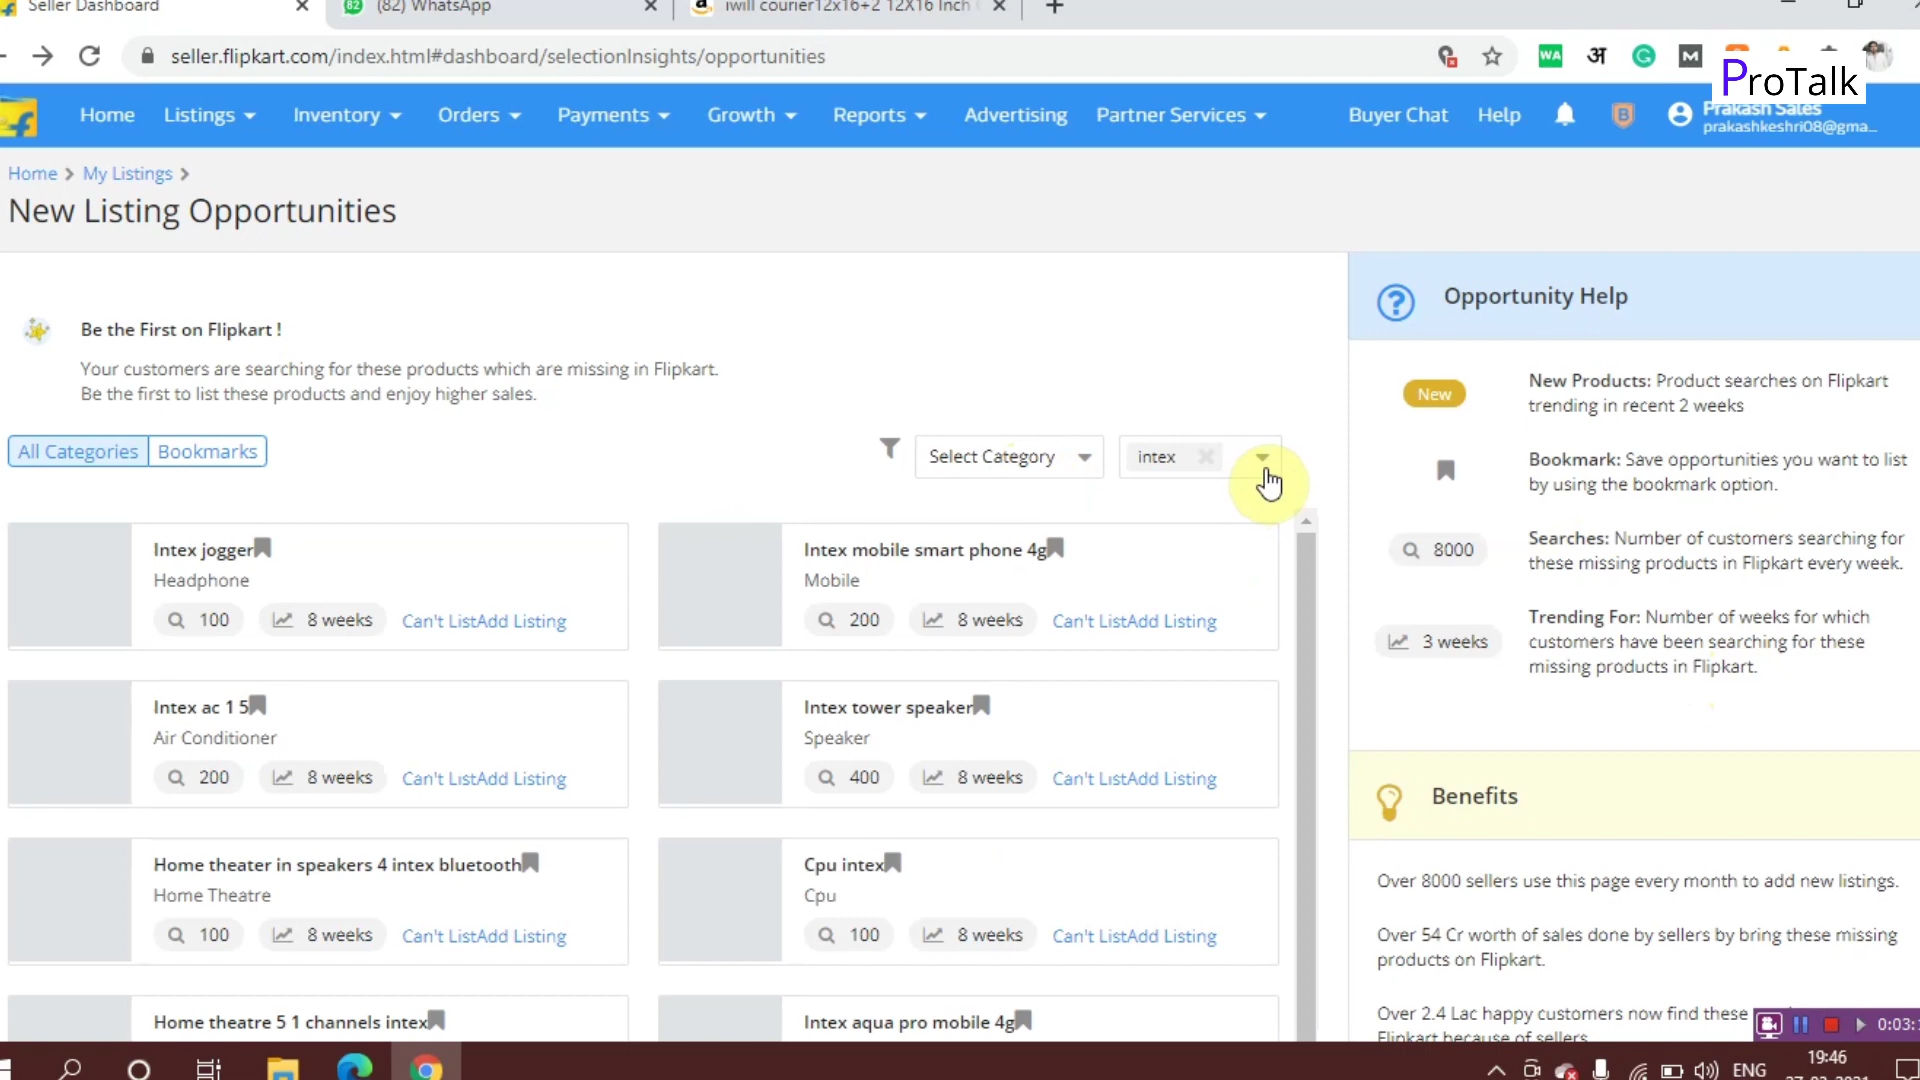 Seller Dashboard
(82) WhatsApp
iwill courier12x16+2 12X16 Inch
seller.flipkart.com/index.html#dashboard/selectionInsights/opportunities
WA
अ
G
M
ProTalk
Home
Listings
Inventory
Orders
Payments
Growth
Reports
Advertising
Partner Services
Buyer Chat
Help
B
Prakash Sales
prakashkeshri08@gma...
Home > My Listings >
New Listing Opportunities
Be the First on Flipkart !
Your customers are searching for these products which are missing in Flipkart.
Be the first to list these products and enjoy higher sales.
All Categories
Bookmarks
Select Category
intex
Intex jogger
Headphone
100
8 weeks
Can't ListAdd Listing
Intex mobile smart phone 4g
Mobile
200
8 weeks
Can't ListAdd Listing
Intex ac 1 5
Air Conditioner
200
8 weeks
Can't ListAdd Listing
Intex tower speaker
Speaker
400
8 weeks
Can't ListAdd Listing
Home theater in speakers 4 intex bluetooth
Home Theatre
100
8 weeks
Can't ListAdd Listing
Cpu intex
Cpu
100
8 weeks
Can't ListAdd Listing
Home theatre 5 1 channels intex
Intex aqua pro mobile 4g
Opportunity Help
New
New Products: Product searches on Flipkart
trending in recent 2 weeks
Bookmark: Save opportunities you want to list
by using the bookmark option.
8000
Searches: Number of customers searching for
these missing products in Flipkart every week.
3 weeks
Trending For: Number of weeks for which
customers have been searching for these
missing products in Flipkart.
Benefits
Over 8000 sellers use this page every month to add new listings.
Over 54 Cr worth of sales done by sellers by bring these missing
products on Flipkart.
Over 2.4 Lac happy customers now find these
Flipkart because of sellers
0:03:
ENG
19:46